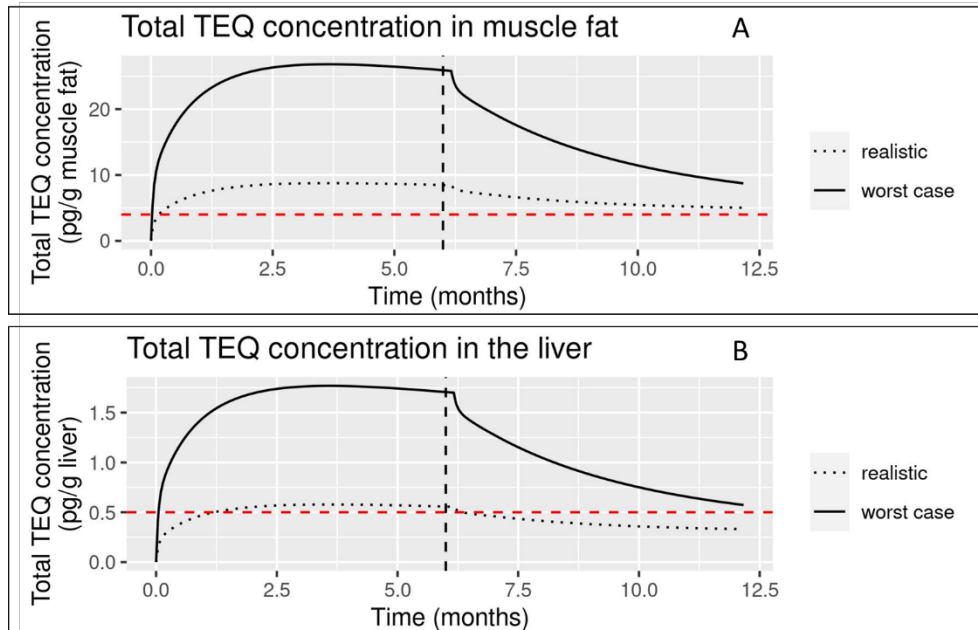 Total TEQ concentration in muscle fat
A
Total TEQ concentration
(pg/g muscle fat)
20
10
0
0.0 2.5 5.0 7.5 10.0 12.5
Time (months)
realistic
worst case
Total TEQ concentration in the liver
B
Total TEQ concentration
(pg/g liver)
1.5
1.0
0.5
0.0
0.0 2.5 5.0 7.5 10.0 12.5
Time (months)
realistic
worst case